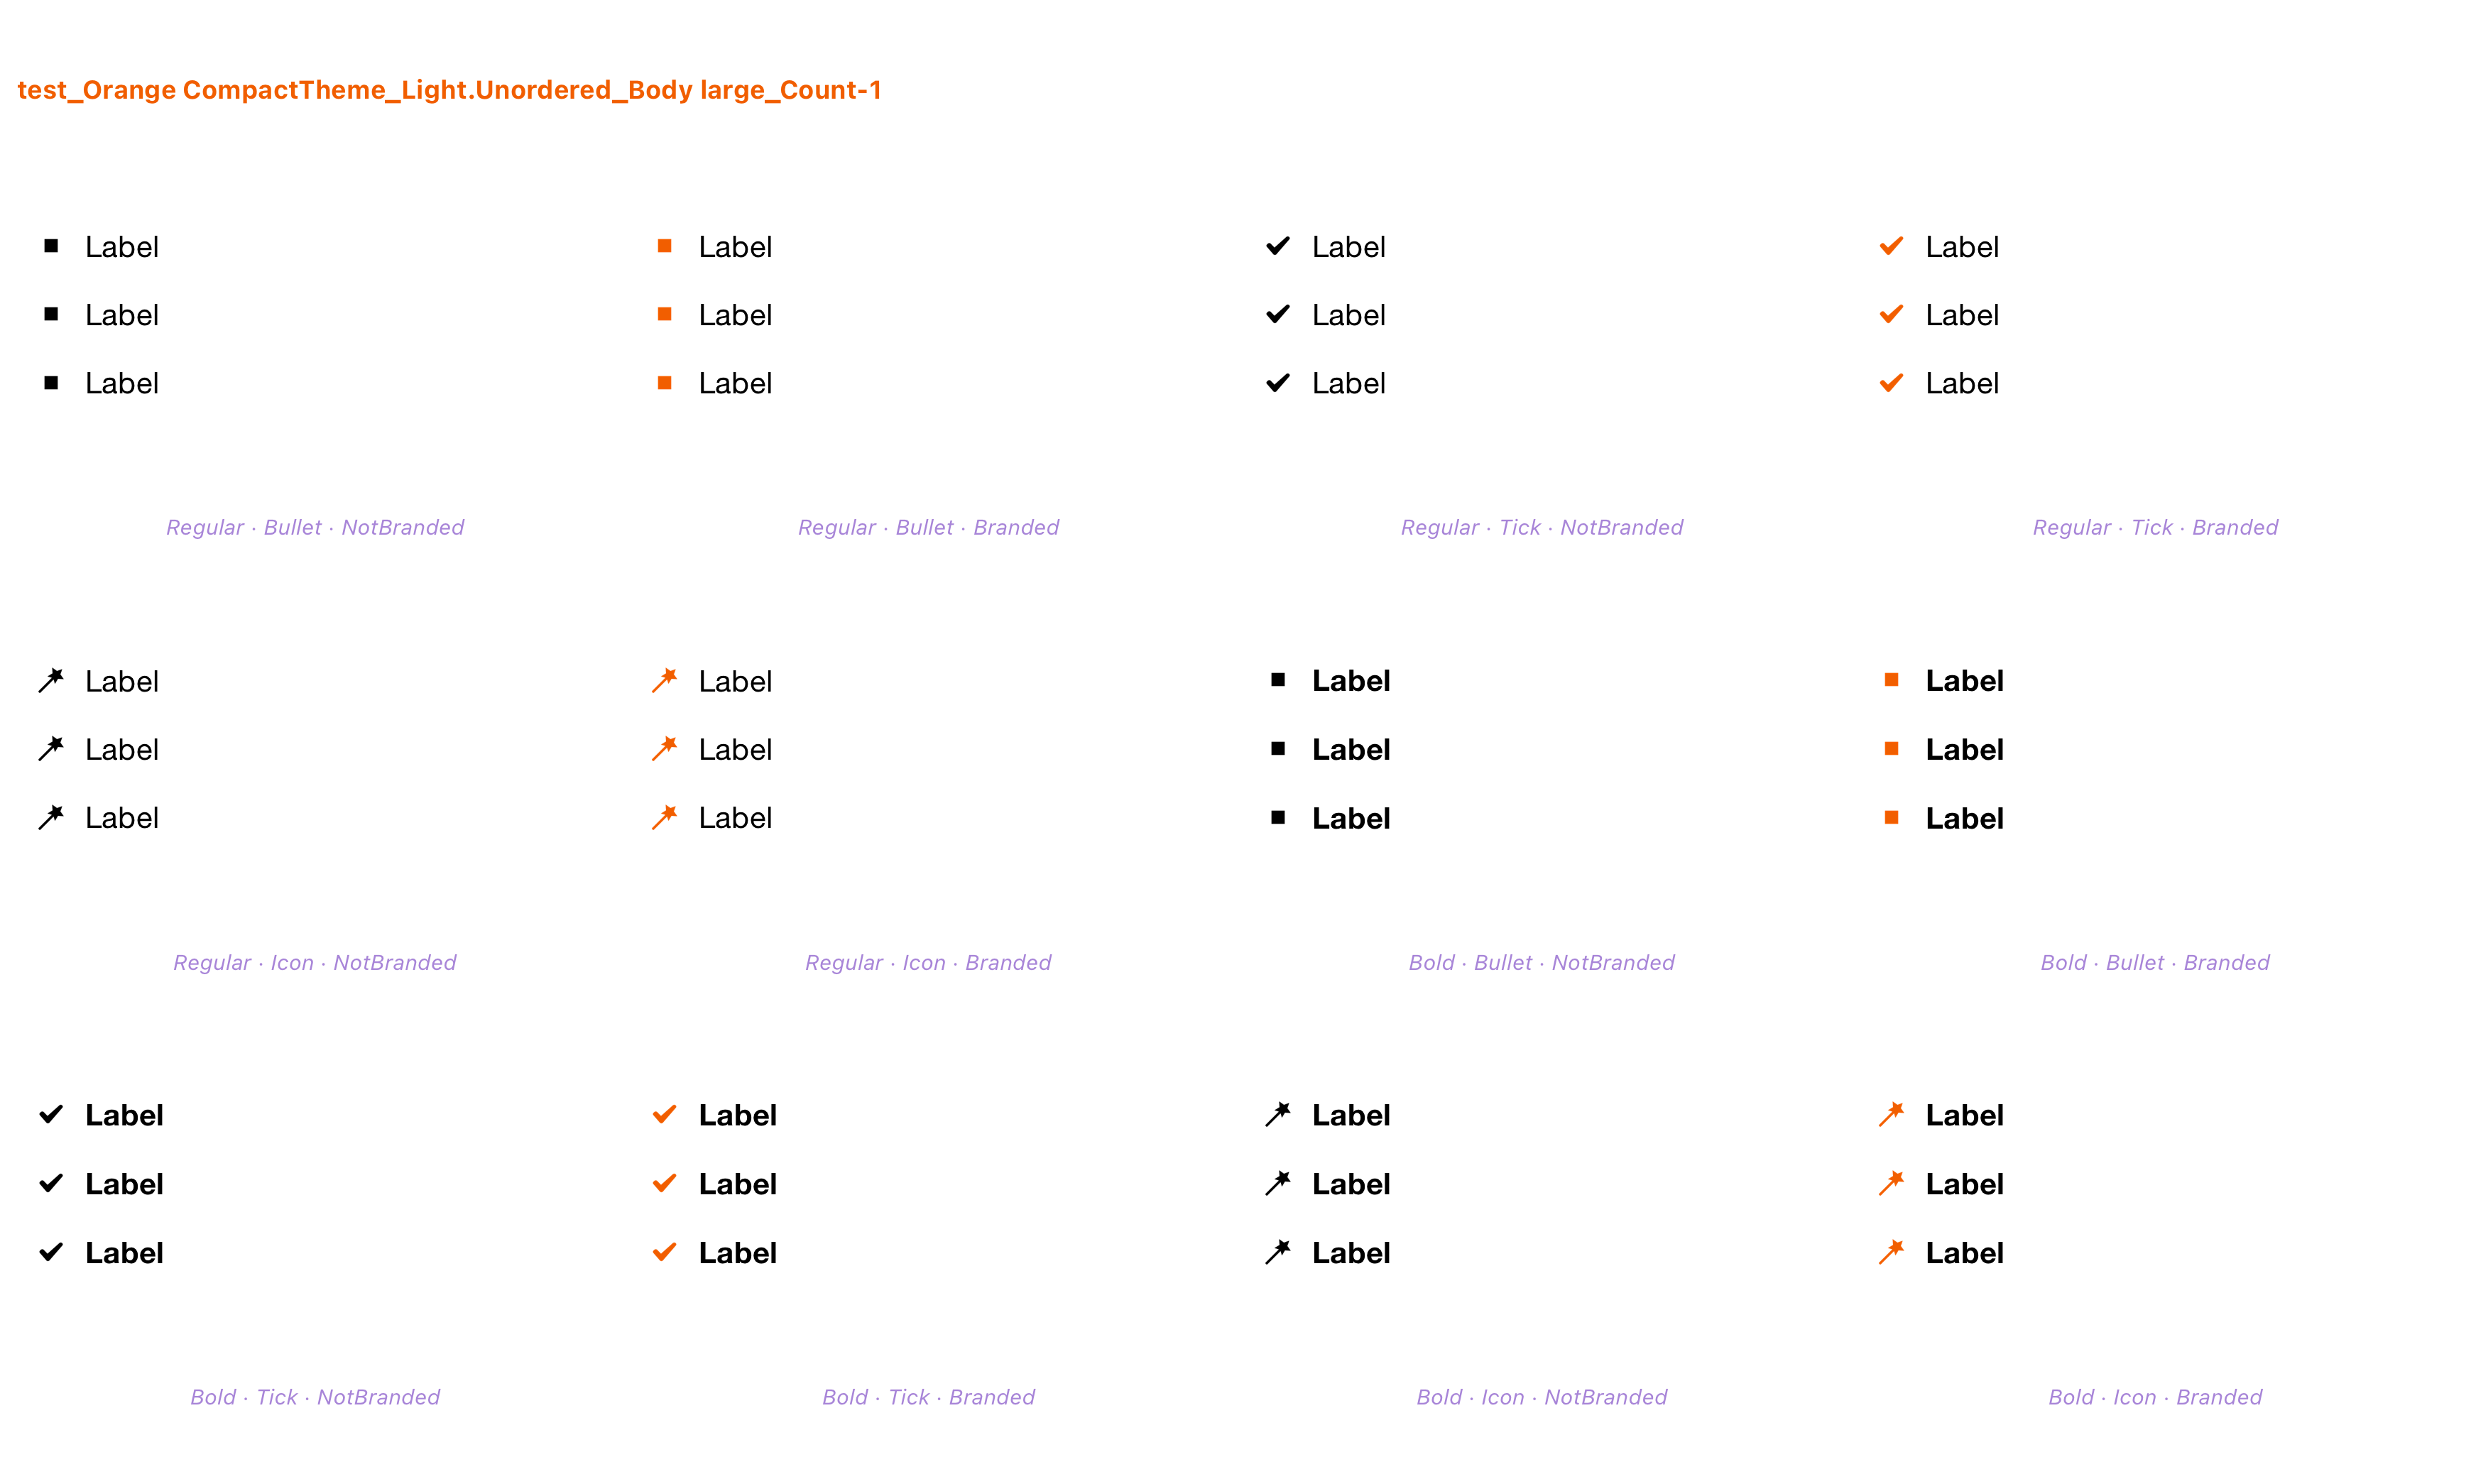 test_Orange CompactTheme_Light.Unordered_Body large_Count-1
Label Label Label Label
Label Label Label Label
Label Label Label Label
Regular · Bullet · NotBranded Regular · Bullet · Branded Regular · Tick · NotBranded Regular · Tick · Branded
Label Label Label Label
Label Label Label Label
Label Label Label Label
Regular · Icon · NotBranded Regular · Icon · Branded Bold · Bullet · NotBranded Bold · Bullet · Branded
Label Label Label Label
Label Label Label Label
Label Label Label Label
Bold · Tick · NotBranded Bold · Tick · Branded Bold · Icon · NotBranded Bold · Icon · Branded